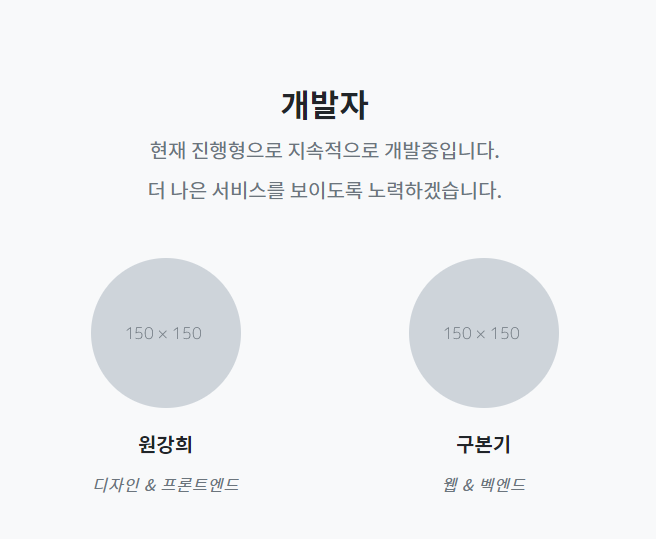 개발자
현재 진행형으로 지속적으로 개발중입니다.
더 나은 서비스를 보이도록 노력하겠습니다.
150 × 150
150 × 150
원강희
구본기
디자인 & 프론트엔드
웹 & 벡엔드